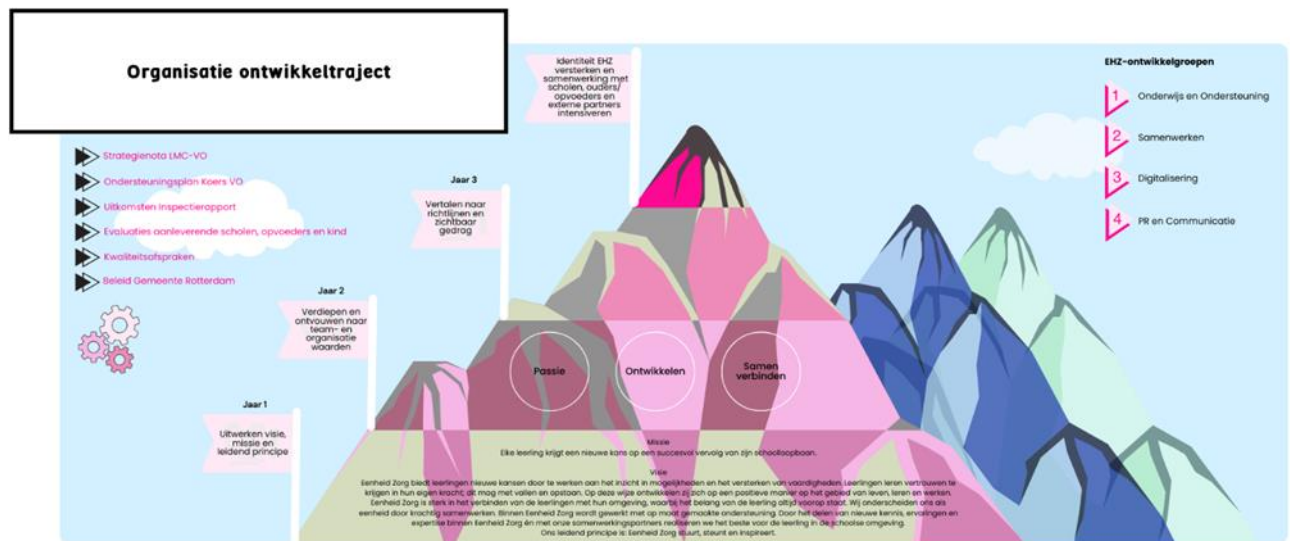 Organisatie ontwikkeltraject
Strategienota LMC-VO
Ondersteuningsplan Koers VO
Uitkomsten Inspectierapport
Evaluaties aanleverende scholen, opvoeders en kind
Kwaliteitsafspraken
Beleid Gemeente Rotterdam
Jaar 1
Uitwerken visie,
missie en
leidend principe
Jaar 2
Verdiepen en
ontvouwen naar
team- en
organisatie
waarden
Jaar 3
Vertalen naar
richtlijnen en
zichtbaar
gedrag
Identiteit EHZ
versterken en
samenwerking met
scholen, ouders/
opvoeders en
externe partners
intensiveren
EHZ-ontwikkelgroepen
1 Onderwijs en Ondersteuning
2 Samenwerken
3 Digitalisering
4 PR en Communicatie
Passie
Ontwikkelen
Samen
verbinden
Missie
Elke leerling krijgt een nieuwe kans op een succesvol vervolg van zijn schoolloopbaan.
Visie
Eenheid Zorg biedt leerlingen nieuwe kansen door te werken aan het inzicht in mogelijkheden en het versterken van vaardigheden. Leerlingen leren vertrouwen te
krijgen in hun eigen kracht, dit mag met vallen en opstaan. Op deze wijze ontwikkelen zij zich op een positieve manier op het gebied van leven, leren en werken.
Eenheid Zorg is sterk in het verbinden van de leerlingen met hun omgeving, waarbij het belang van de leerling altijd voorop staat. Wij onderscheiden ons als
eenheid door krachtig samenwerken. Binnen Eenheid Zorg wordt gewerkt met op maat gemaakte ondersteuning. Door het delen van nieuwe kennis, ervaringen en
expertise binnen Eenheid Zorg én met onze samenwerkingspartners realiseren we het beste voor de leerling in de schoolse omgeving.
Ons leidend principe is: Eenheid Zorg stuurt, steunt en inspireert.